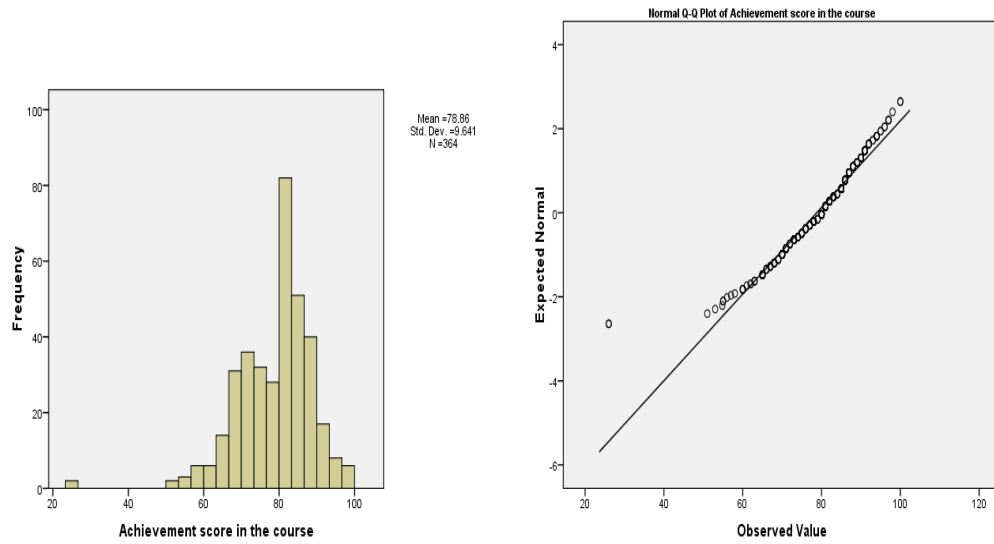 Mean =78.86
Std. Dev. =9.641
N =364
100
80
60
40
20
0
Frequency
20 40 60 80 100
Achievement score in the course
Normal Q-Q Plot of Achievement score in the course
4
2
0
-2
-4
-6
Expected Normal
20 40 60 80 100 120
Observed Value